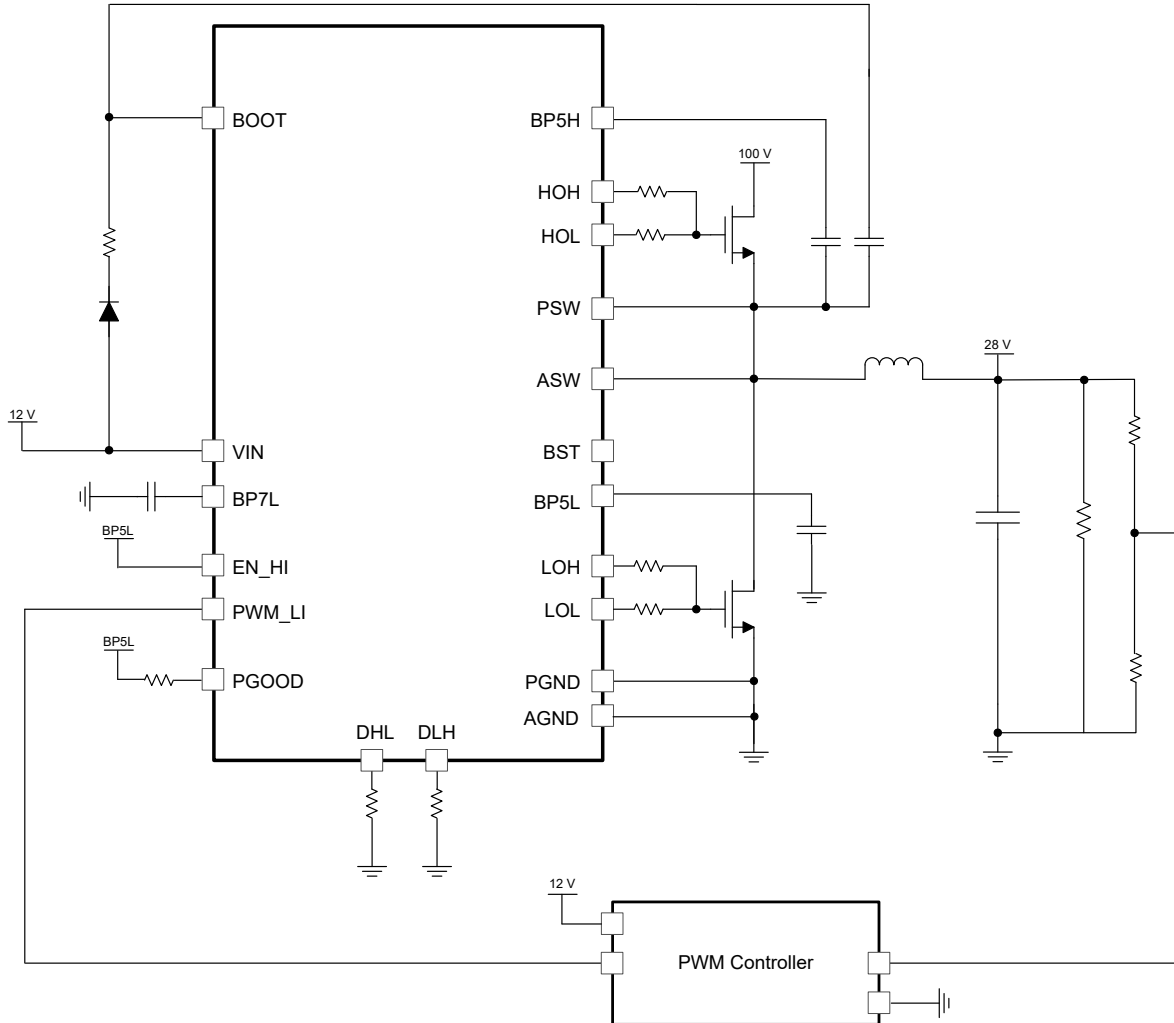 BOOT
BP5H
100 V
HOH
HOL
PSW
28 V
ASW
12 V
VIN
BST
BP7L
BP5L
BP5L
EN_HI
LOH
PWM_LI
LOL
BP5L
PGOOD
PGND
AGND
DHL
DLH
12 V
PWM Controller